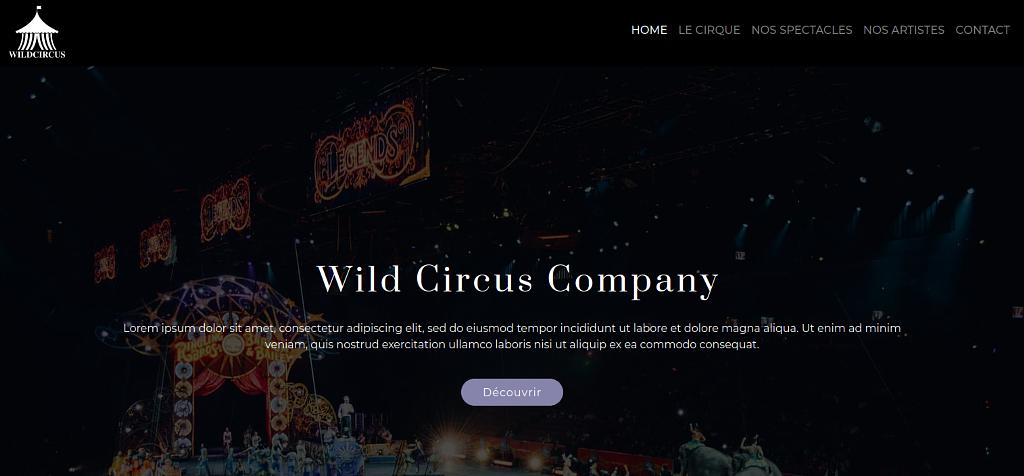 WILDCIRCUS
HOME LE CIRQUE NOS SPECTACLES NOS ARTISTES CONTACT
LEGENDS
LEGENDS
Wild Circus Company
Lorem ipsum dolor sit amet, consectetur adipiscing elit, sed do eiusmod tempor incididunt ut labore et dolore magna aliqua. Ut enim ad minim
veniam, quis nostrud exercitation ullamco laboris nisi ut aliquip ex ea commodo consequat.
Découvrir